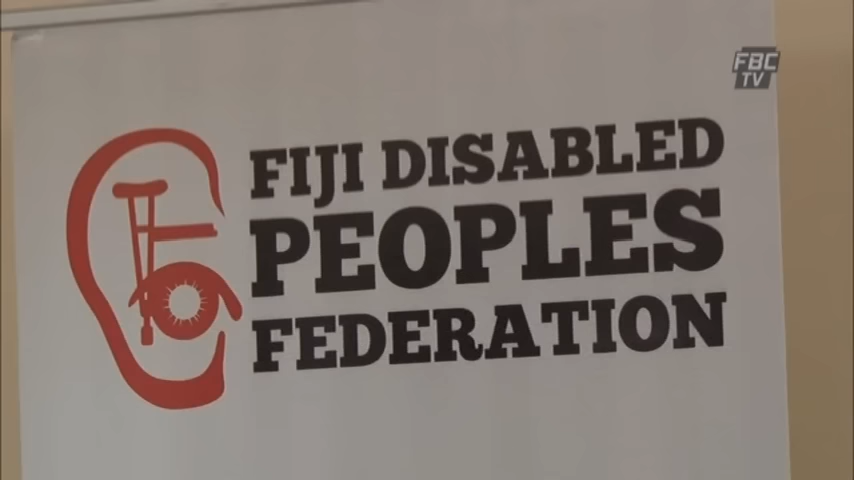 FBC
TV
FIJI DISABLED
PEOPLES
FEDERATION